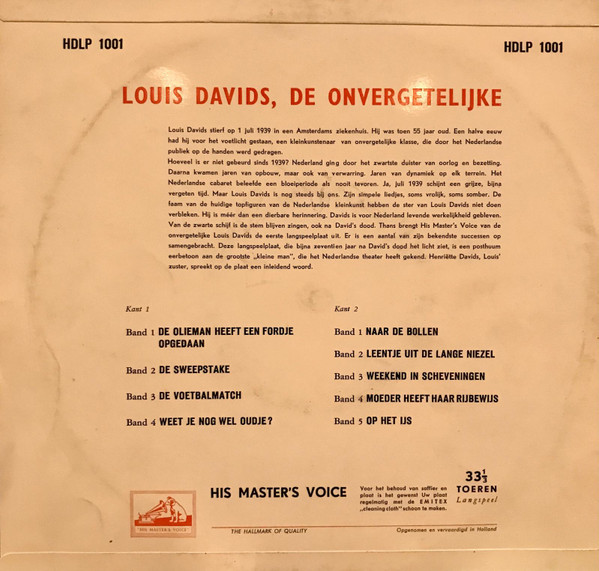 HDLP 1001
HDLP 1001
LOUIS DAVIDS, DE ONVERGETELIJKE
Louis Davids stierf op 1 juli 1939 in een Amsterdams ziekenhuis. Hij was toen 55 jaar oud. Een halve eeuw
had hij voor het voetlicht gestaan, een kleinkunstenaar van onvergetelijke klasse, die door het Nederlandse
publiek op de handen werd gedragen.
Hoeveel is er niet gebeurd sinds 1939? Nederland ging door het zwartste duister van oorlog en bezetting.
Daarna kwamen jaren van opbouw, maar ook van verwarring. Jaren van dynamiek op elk terrein. Het
Nederlandse cabaret beleefde een bloeiperiode als nooit tevoren. Ja, juli 1939 schijnt een grijze, bijna
vergeten tijd. Maar Louis Davids is nog steeds bij ons. Zijn simpele liedjes, soms vrolijk, soms somber. De
faam van de huidige topfiguren van de Nederlandse kleinkunst hebben de ster van Louis Davids niet doen
verbleken. Hij is méér dan een dierbare herinnering. Davids is voor Nederland levende werkelijkheid gebleven.
Van de zwarte schijf is de stem blijven zingen, ook na David's dood. Thans brengt His Master's Voice van de
onvergetelijke Louis Davids de eerste langspeelplaat uit. Er is een aantal van zijn bekendste successen op
samengebracht. Deze langspeelplaat, die bijna zeventien jaar na David's dood het licht ziet, is een posthuum
eerbetoon aan de grootste „kleine man", die het Nederlandse theater heeft gekend. Henriëtte Davids, Louis'
zuster, spreekt op de plaat een inleidend woord.
Kant 1
Band 1 DE OLIEMAN HEEFT EEN FORDJE
OPGEDAAN
Band 2 DE SWEEPSTAKE
Band 3 DE VOETBALMATCH
Band 4 WEET JE NOG WEL OUDJE?
Kant 2
Band 1 NAAR DE BOLLEN
Band 2 LEENTJE UIT DE LANGE NIEZEL
Band 3 WEEKEND IN SCHEVENINGEN
Band 4 MOEDER HEEFT HAAR RIJBEWIJS
Band 5 OP HET IJS
"HIS MASTER'S VOICE"
HIS MASTER'S VOICE
Voor het behoud van saffier en
plaat is het gewenst Uw plaat
regelmatig met de EMITEX
„cleaning cloth" schoon te maken.
33⅓
TOEREN
Langspeel
THE HALLMARK OF QUALITY
Opgenomen en vervaardigd in Holland